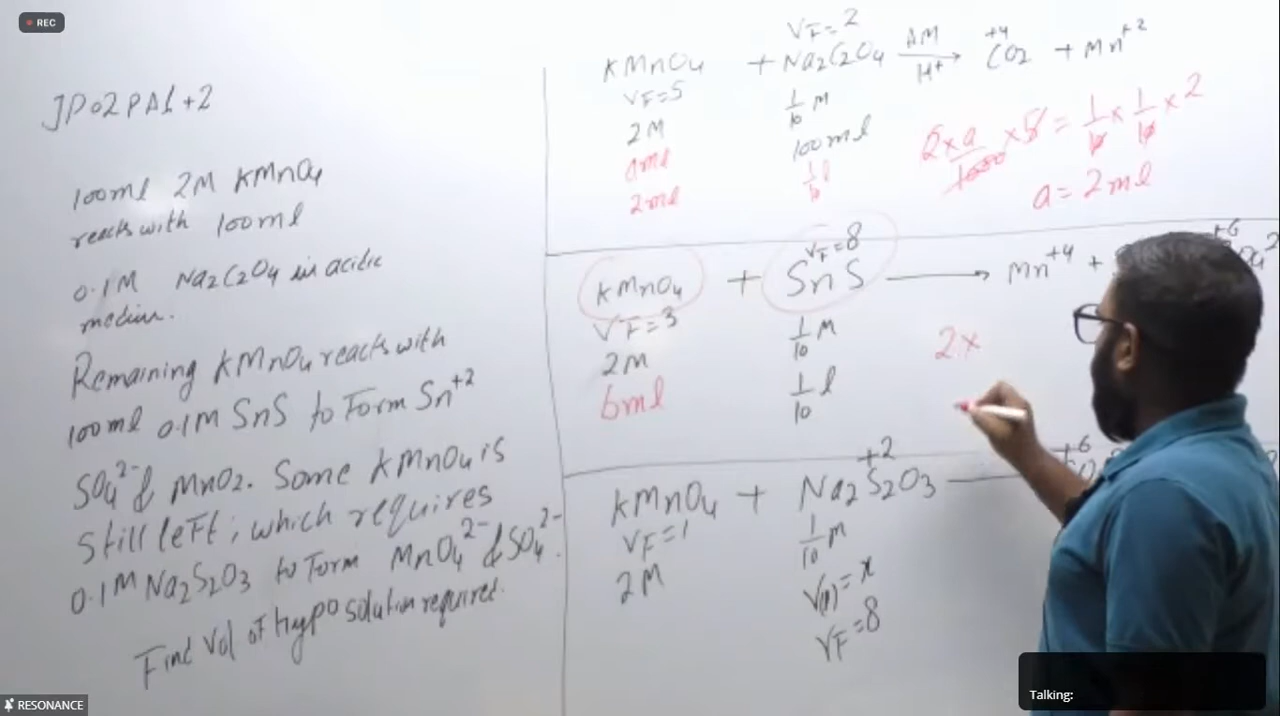 REC
JP02PA1+2
100ml 2M KMnO4
reacts with 100ml
0.1M Na2C2O4 in acidic
medium.
Remaining KMnO4 reacts with
100ml 0.1M SnS to Form Sn+2
SO4 2- & MnO2. Some KMnO4 is
still left, which requires
0.1M Na2S2O3 to Form MnO4 2- & SO4 2-.
Find Vol of Hypo solution required.
VF=2
KMnO4 + Na2C2O4 AM H+ → +4 CO2 + Mn+2
VF=5
2M
1/10 M
100ml
2ml
1/10 l
2×a/1000 ×5 = 1/10 × 1/10 × 2
a = 2ml
VF=8
KMnO4 + SnS → Mn+4 +
+6
VF=3
2M
1/10 M
bml
1/10 l
2×
+2
KMnO4 + Na2S2O3
+6
VF=1
2M
1/10 M
V(l)=x
VF=8
Talking:
RESONANCE